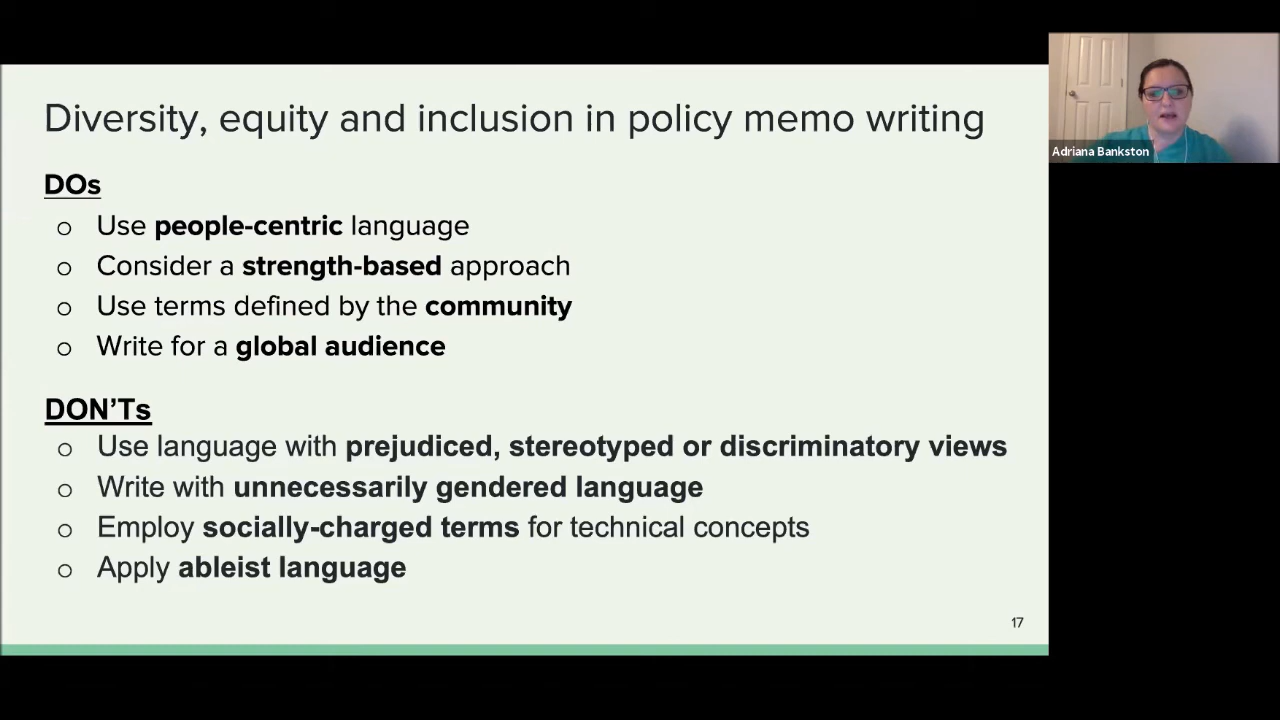 Diversity, equity and inclusion in policy memo writing
DOs
o Use people-centric language
o Consider a strength-based approach
o Use terms defined by the community
o Write for a global audience
DON'Ts
o Use language with prejudiced, stereotyped or discriminatory views
o Write with unnecessarily gendered language
o Employ socially-charged terms for technical concepts
o Apply ableist language
17
Adriana Bankston